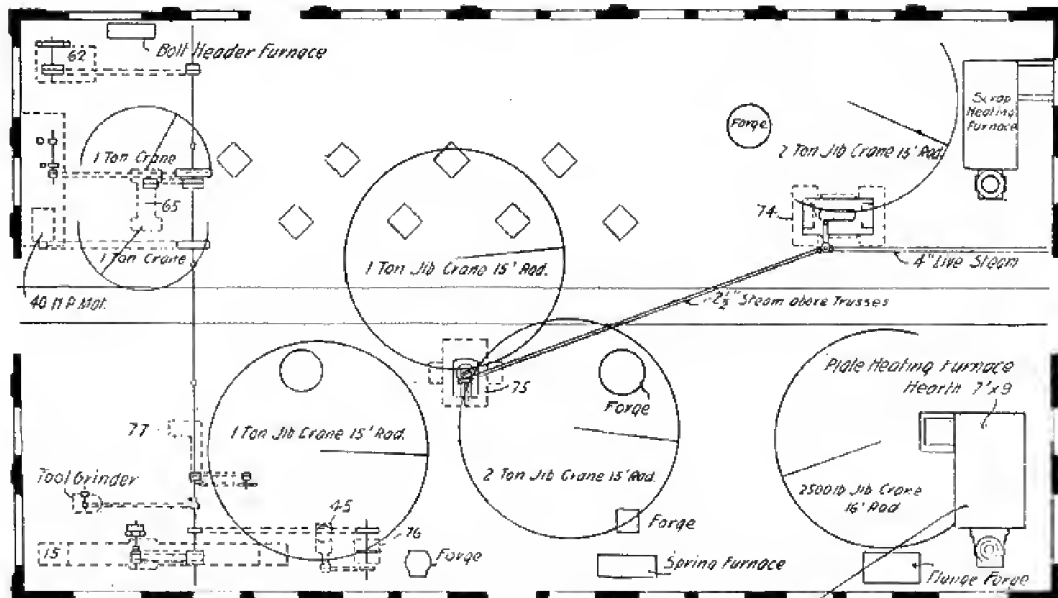 62
Bolt Header Furnace
Scrap
Heating
Furnace
Forge
2 Ton Jib Crane 15' Rad.
1 Ton Crane
65
74
1 Ton Crane
1 Ton Jib Crane 15' Rad.
4" Live Steam
40 H P Mot.
2½" Steam above Trusses
Plate Heating Furnace
Hearth 7'x9
75
Forge
77
1 Ton Jib Crane 15' Rad.
Tool Grinder
2 Ton Jib Crane 15' Rad.
2500 lb Jib Crane
16' Rad
45
76
Forge
15
Forge
Spring Furnace
Flange Forge